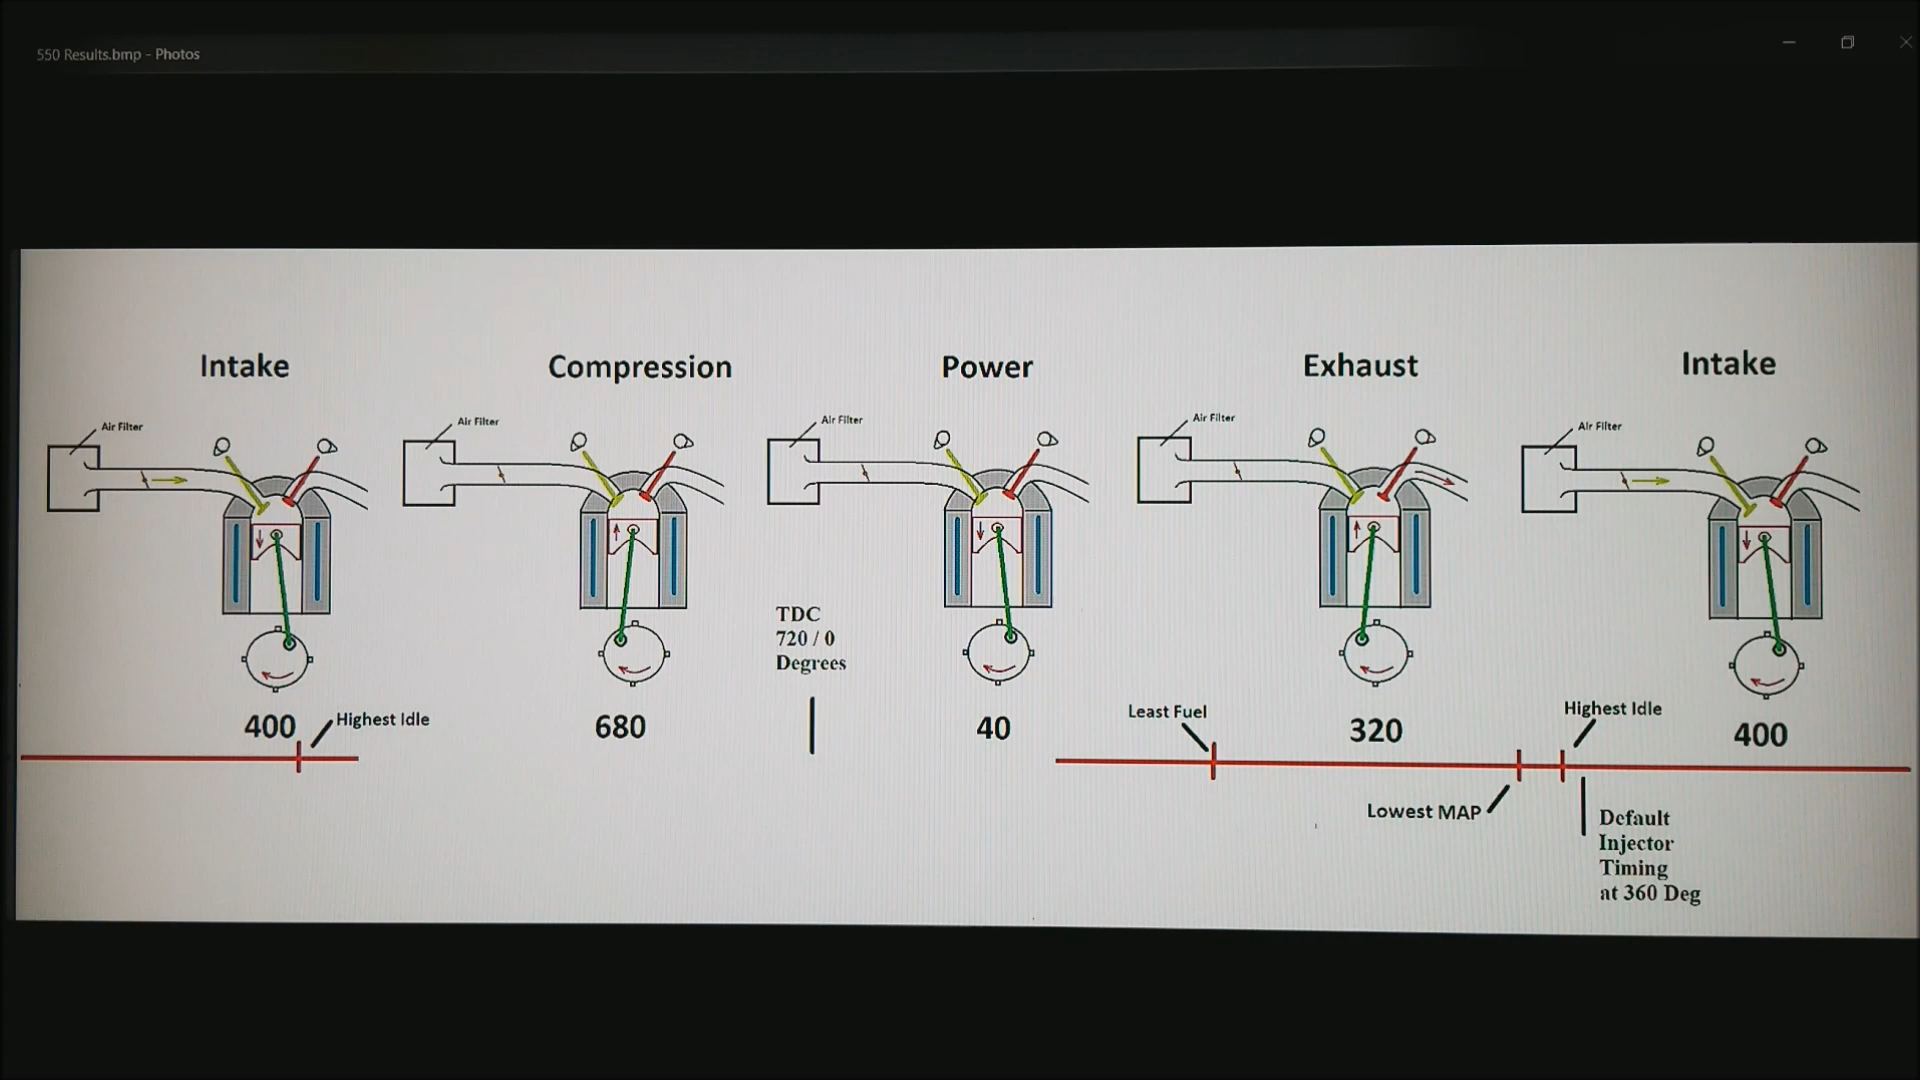 550 Results.bmp - Photos
Intake
Compression
Power
Exhaust
Intake
Air Filter
Air Filter
Air Filter
Air Filter
Air Filter
TDC
720 / 0
Degrees
400
Highest Idle
680
40
Least Fuel
320
Highest Idle
400
Lowest MAP
Default
Injector
Timing
at 360 Deg